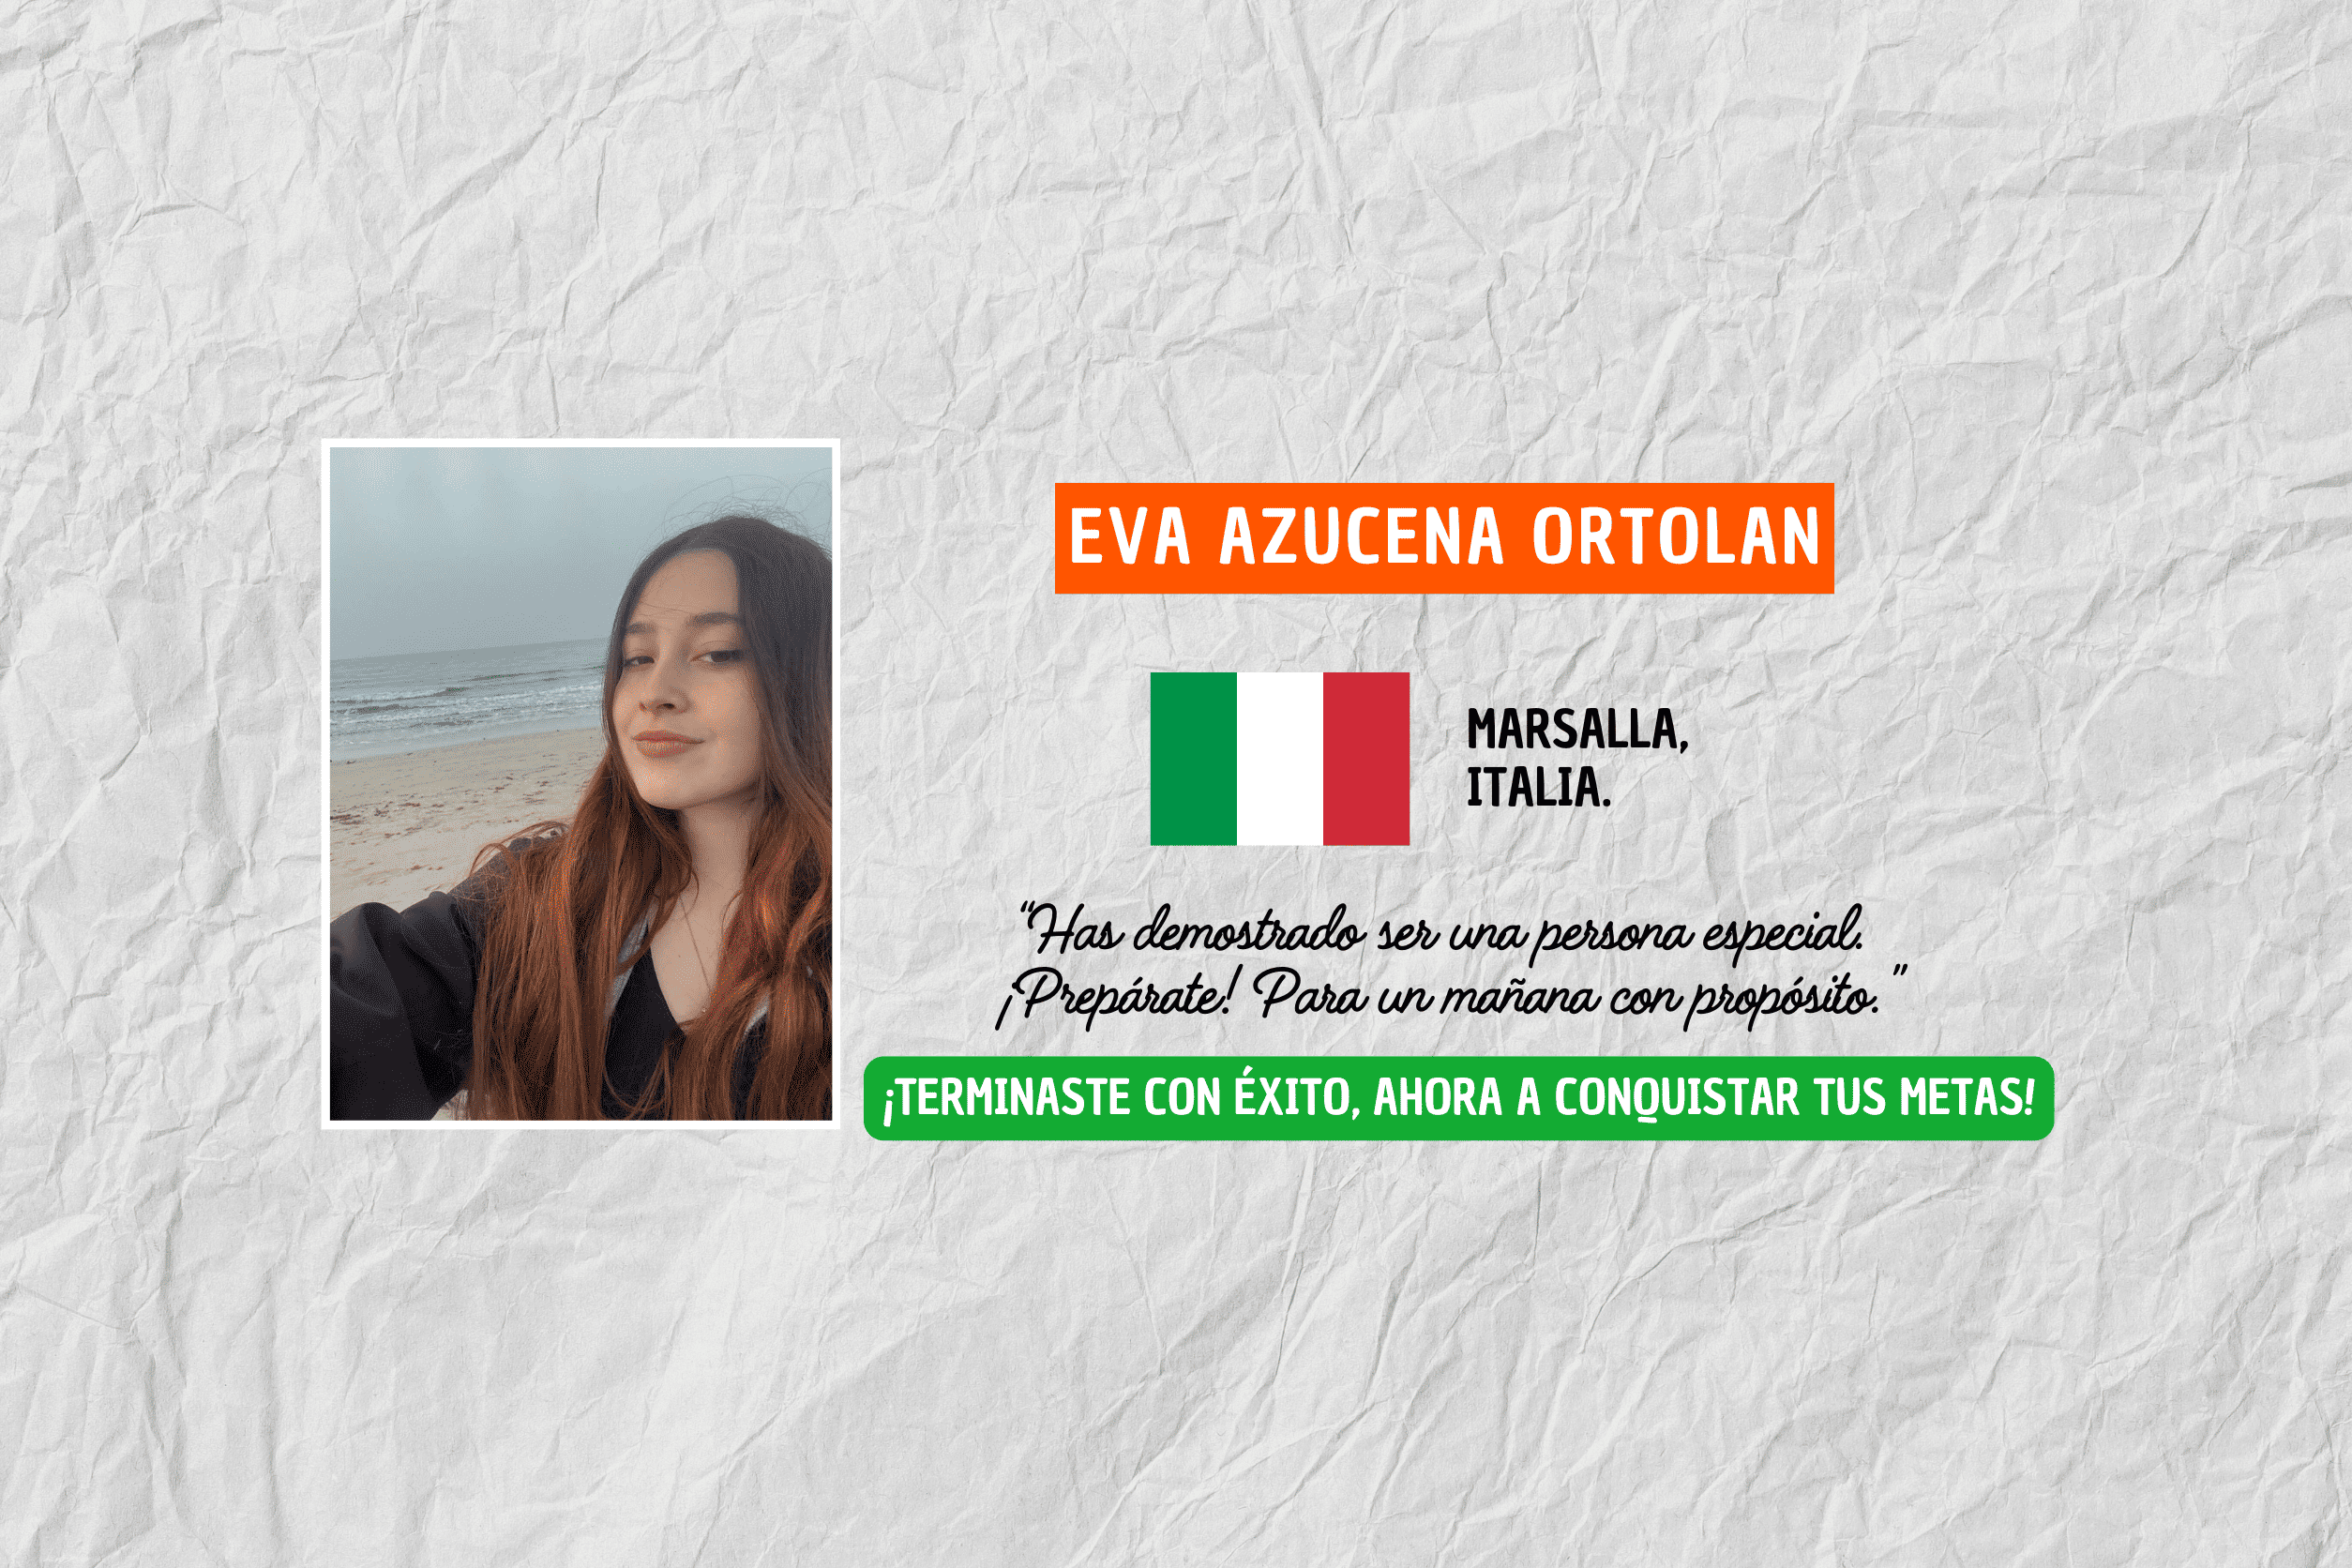 EVA AZUCENA ORTOLAN
MARSALLA,
ITALIA.
“Has demostrado ser una persona especial.
¡Prepárate! Para un mañana con propósito.”
¡TERMINASTE CON ÉXITO, AHORA A CONQUISTAR TUS METAS!